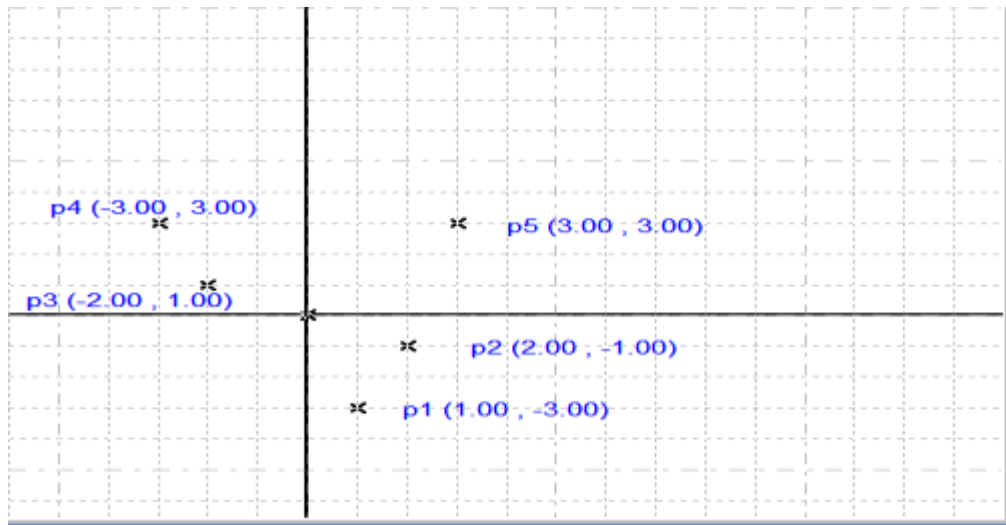 p4 (-3.00 , 3.00)
p5 (3.00 , 3.00)
p3 (-2.00 , 1.00)
p2 (2.00 , -1.00)
p1 (1.00 , -3.00)